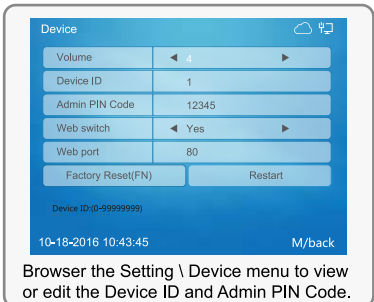 Device
Volume 4
Device ID 1
Admin PIN Code 12345
Web switch Yes
Web port 80
Factory Reset(FN) Restart
Device ID:(0-99999999)
10-18-2016 10:43:45 M/back
Browser the Setting \ Device menu to view
or edit the Device ID and Admin PIN Code.